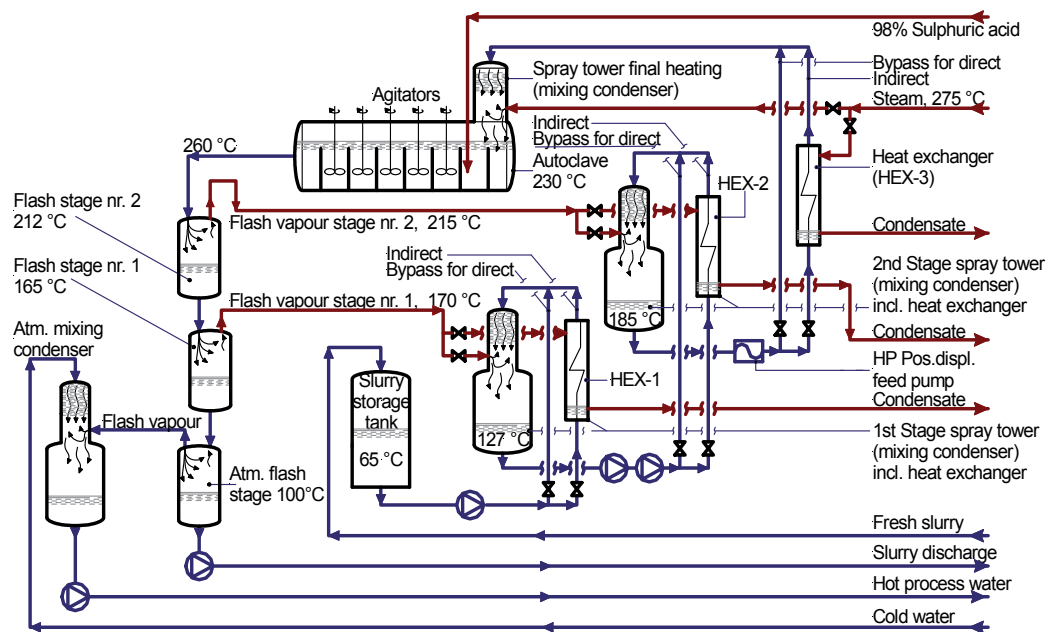 98% Sulphuric acid
Bypass for direct
Indirect
Steam, 275 °C
Spray tower final heating
(mixing condenser)
Agitators
Indirect
Bypass for direct
260 °C
Autoclave
230 °C
HEX-2
Heat exchanger
(HEX-3)
Flash stage nr. 2
212 °C
Flash vapour stage nr. 2, 215 °C
Condensate
Flash stage nr. 1
165 °C
Indirect
Bypass for direct
2nd Stage spray tower
(mixing condenser)
incl. heat exchanger
Flash vapour stage nr. 1, 170 °C
185 °C
Atm. mixing
condenser
Condensate
HP Pos.displ.
feed pump
Slurry
storage
tank
65 °C
HEX-1
Condensate
Flash vapour
127 °C
1st Stage spray tower
(mixing condenser)
incl. heat exchanger
Atm. flash
stage 100°C
Fresh slurry
Slurry discharge
Hot process water
Cold water